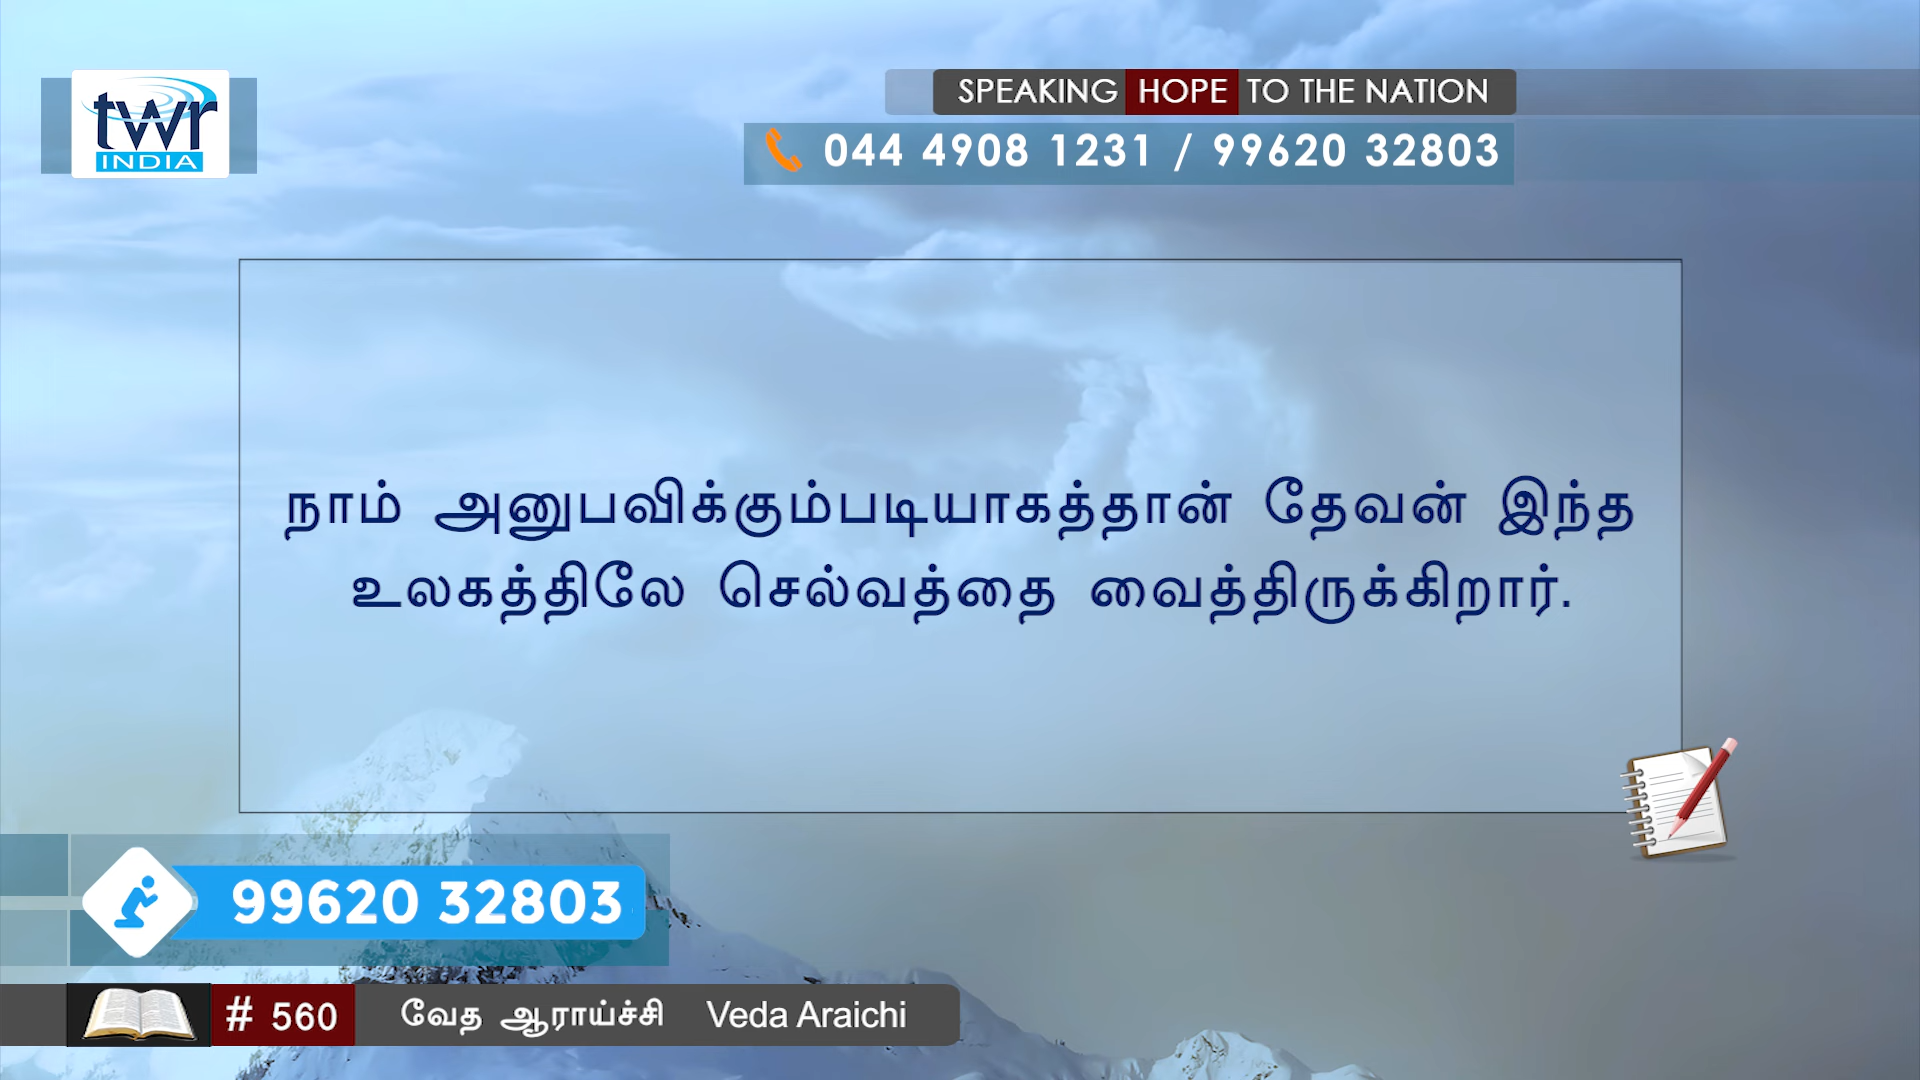 twr
INDIA
SPEAKING HOPE TO THE NATION
044 4908 1231 / 99620 32803
நாம் அனுபவிக்கும்படியாகத்தான் தேவன் இந்த
உலகத்திலே செல்வத்தை வைத்திருக்கிறார்.
99620 32803
# 560 வேத ஆராய்ச்சி Veda Araichi